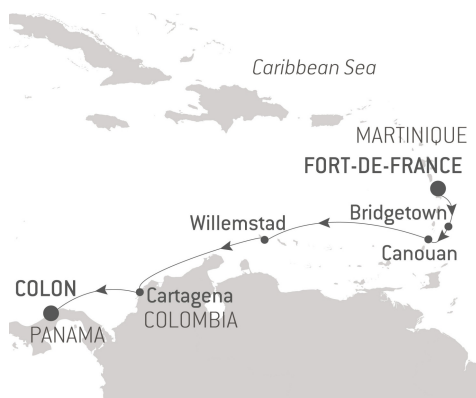 Caribbean Sea
MARTINIQUE
FORT-DE-FRANCE
Bridgetown
Willemstad
Canouan
COLON
Cartagena
PANAMA
COLOMBIA